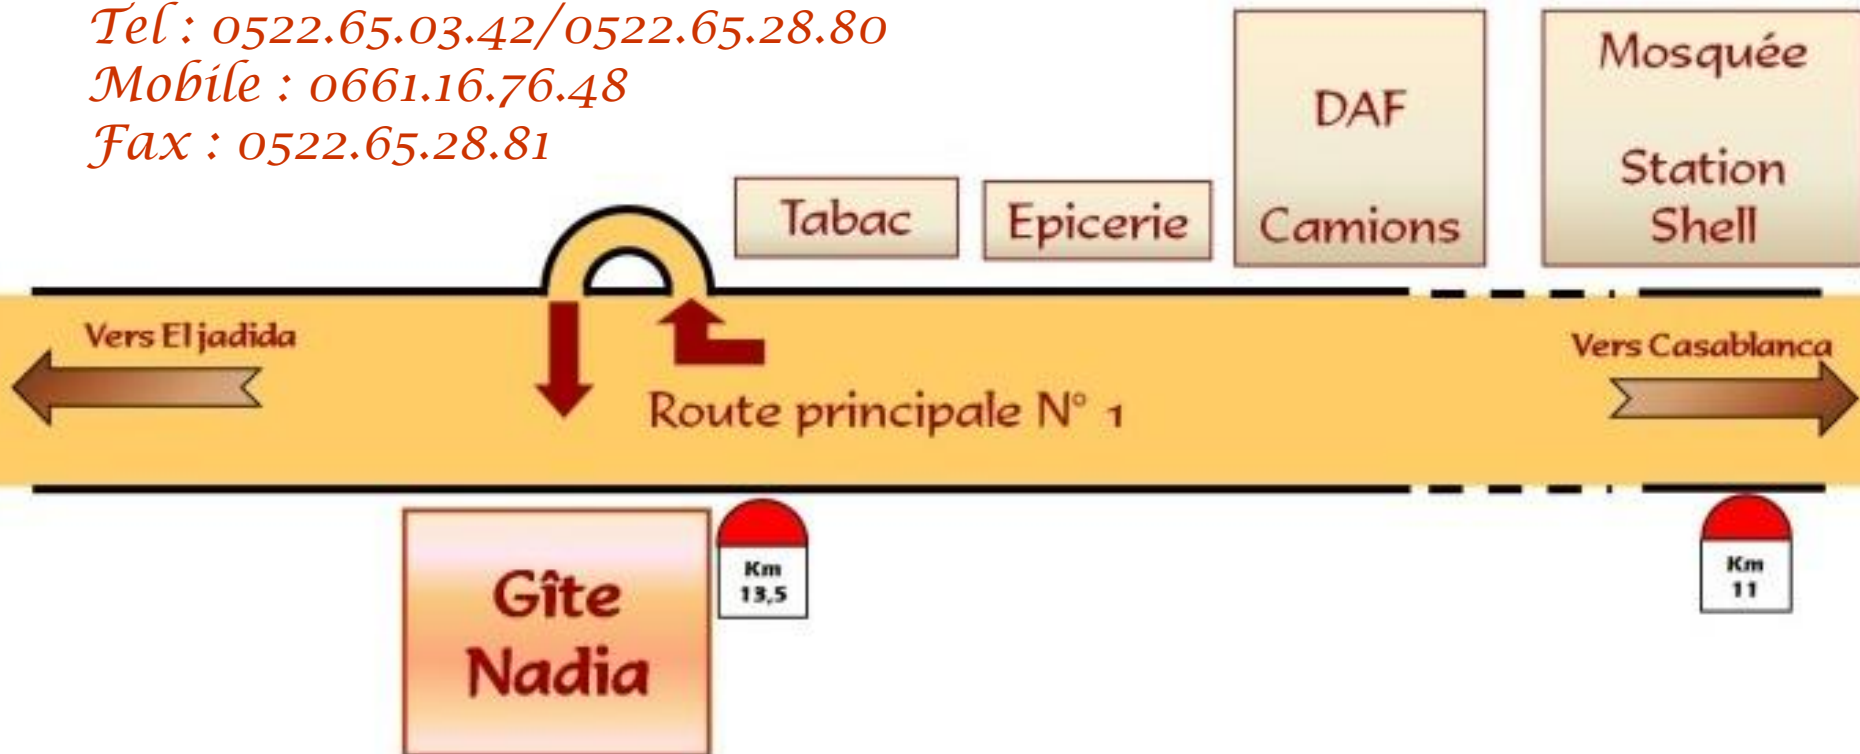 Tel : 0522.65.03.42/0522.65.28.80
Mobile : 0661.16.76.48
Fax : 0522.65.28.81
Mosquée
Station
Shell
DAF
Camions
Tabac
Epicerie
Vers El jadida
Vers Casablanca
Route principale N° 1
Gîte
Nadia
Km
13,5
Km
11